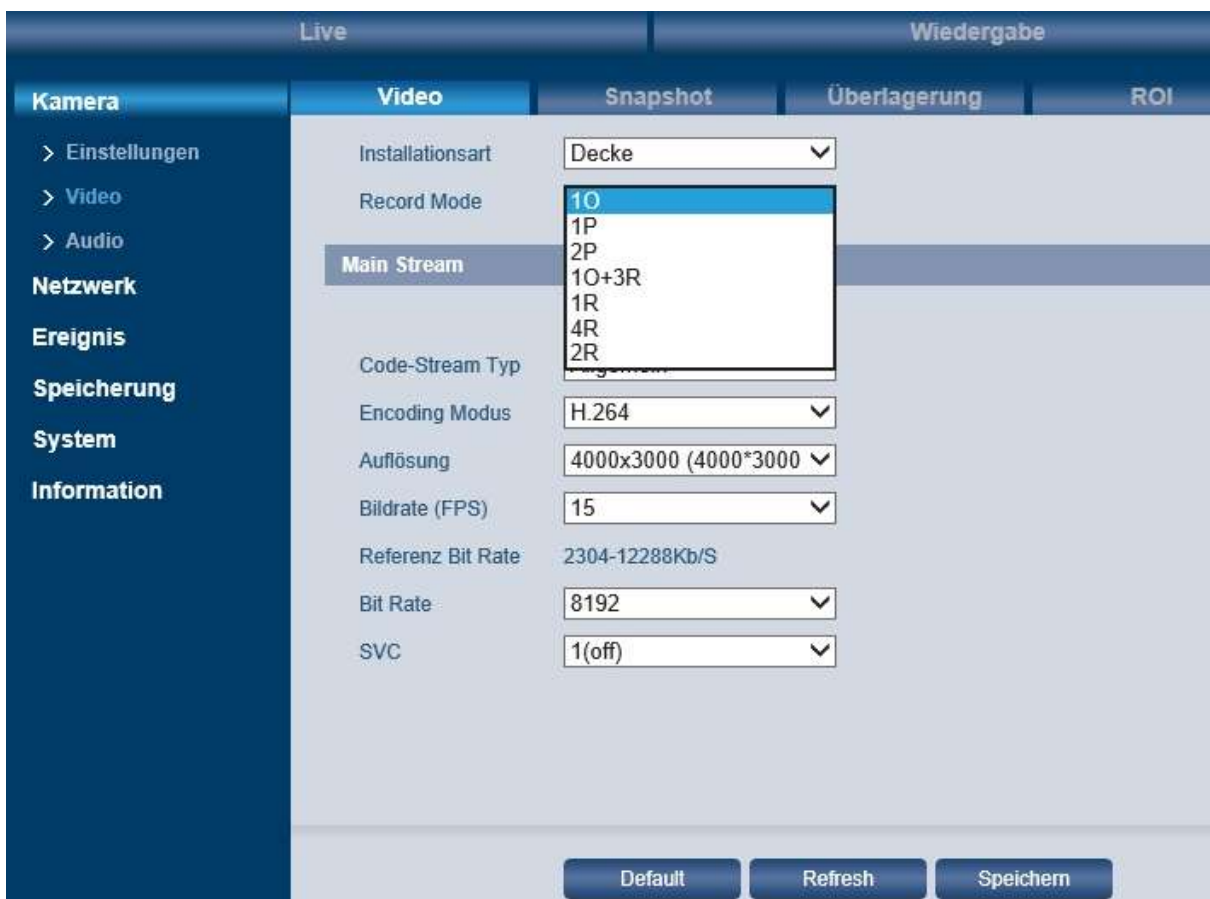 Live Wiedergabe
Kamera
> Einstellungen
> Video
> Audio
Netzwerk
Ereignis
Speicherung
System
Information
Video Snapshot Überlagerung ROI
Installationsart Decke
Record Mode
1O
1P
2P
1O+3R
1R
4R
2R
Main Stream
Code-Stream Typ
Encoding Modus H.264
Auflösung 4000x3000 (4000*3000
Bildrate (FPS) 15
Referenz Bit Rate 2304-12288Kb/S
Bit Rate 8192
SVC 1(off)
Default Refresh Speichern